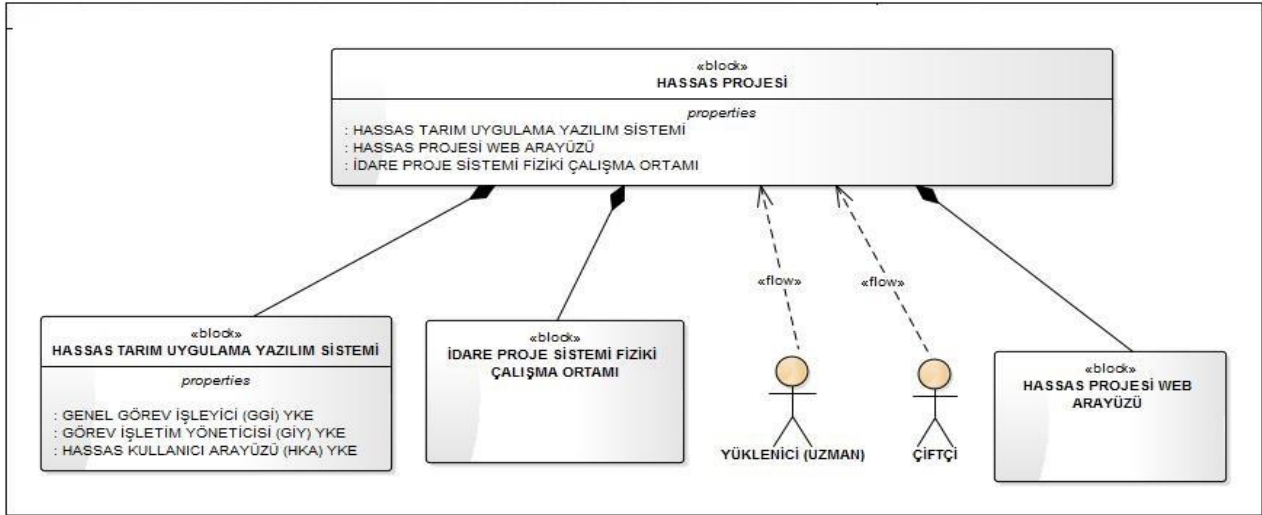 «block»
HASSAS PROJESİ
properties
: HASSAS TARIM UYGULAMA YAZILIM SİSTEMİ
: HASSAS PROJESİ WEB ARAYÜZÜ
: İDARE PROJE SİSTEMİ FİZİKİ ÇALIŞMA ORTAMI
«flow»
«flow»
«block»
HASSAS TARIM UYGULAMA YAZILIM SİSTEMİ
properties
: GENEL GÖREV İŞLEYİCİ (GGİ) YKE
: GÖREV İŞLETİM YÖNETİCİSİ (GİY) YKE
: HASSAS KULLANICI ARAYÜZÜ (HKA) YKE
«block»
İDARE PROJE SİSTEMİ FİZİKİ
ÇALIŞMA ORTAMI
YÜKLENİCİ (UZMAN)
ÇİFTÇİ
«block»
HASSAS PROJESİ WEB
ARAYÜZÜ